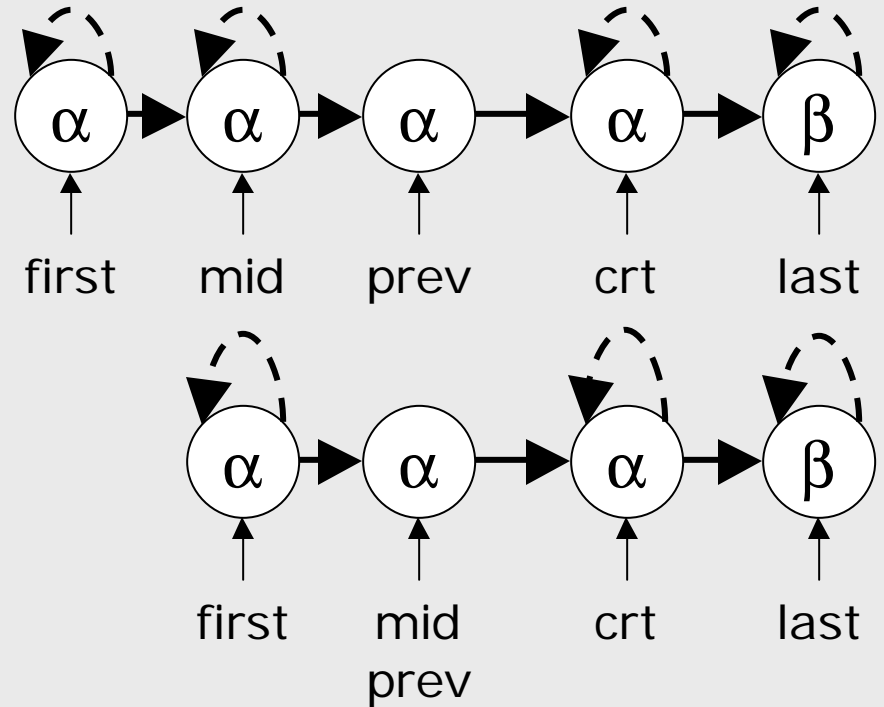 α α α α β
first mid prev crt last
α α α β
first mid crt last
prev